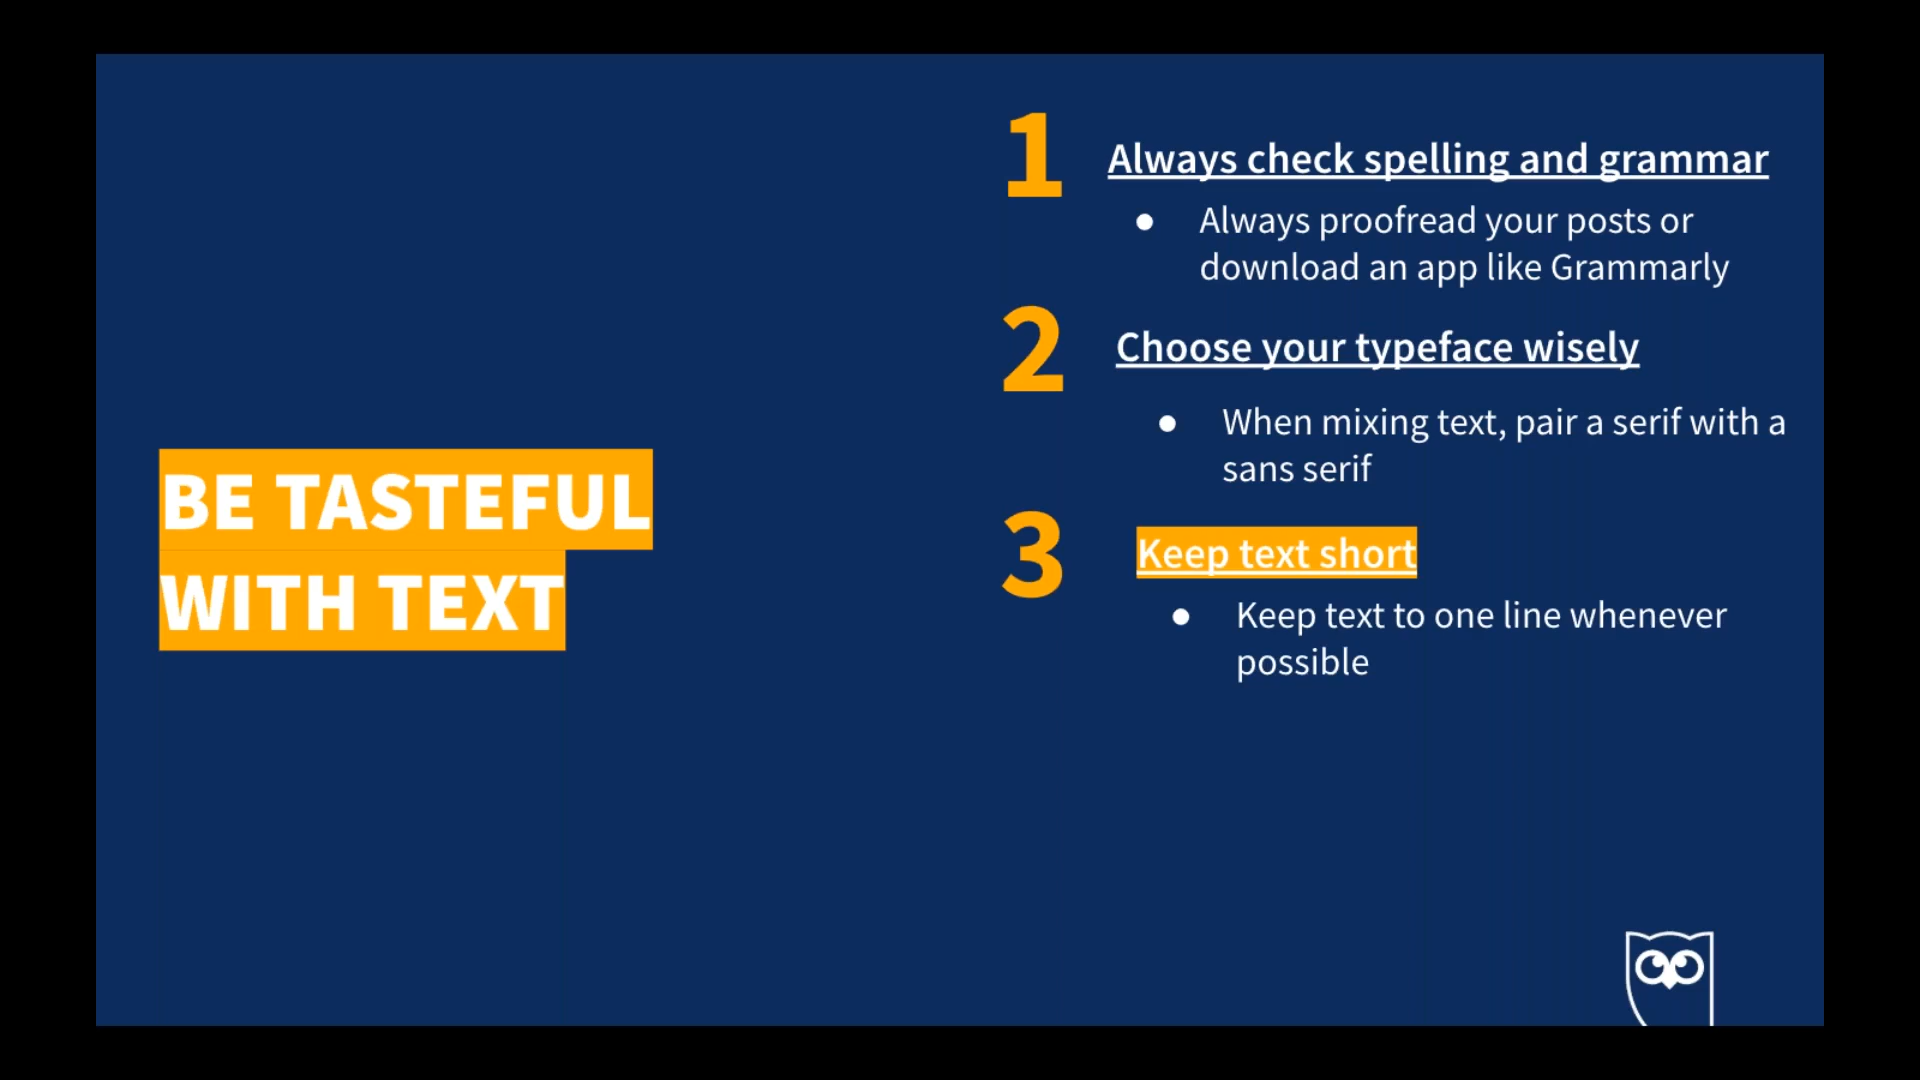 BE TASTEFUL
WITH TEXT
1
Always check spelling and grammar
● Always proofread your posts or
download an app like Grammarly
2
Choose your typeface wisely
● When mixing text, pair a serif with a
sans serif
3
Keep text short
● Keep text to one line whenever
possible